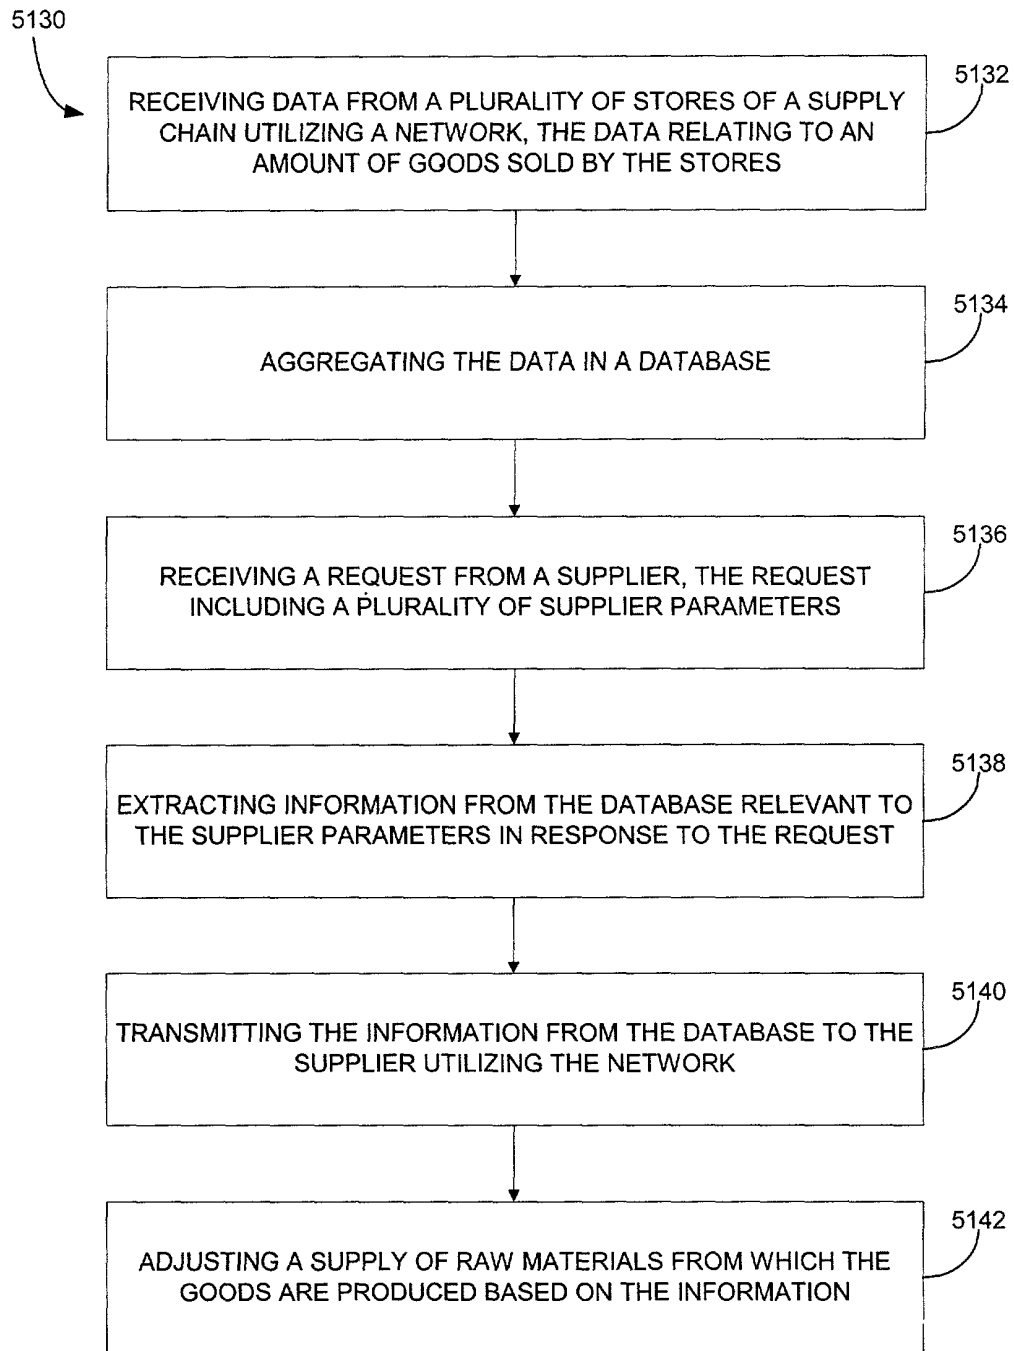 5130
5132
RECEIVING DATA FROM A PLURALITY OF STORES OF A SUPPLY
CHAIN UTILIZING A NETWORK, THE DATA RELATING TO AN
AMOUNT OF GOODS SOLD BY THE STORES
5134
AGGREGATING THE DATA IN A DATABASE
5136
RECEIVING A REQUEST FROM A SUPPLIER, THE REQUEST
INCLUDING A PLURALITY OF SUPPLIER PARAMETERS
5138
EXTRACTING INFORMATION FROM THE DATABASE RELEVANT TO
THE SUPPLIER PARAMETERS IN RESPONSE TO THE REQUEST
5140
TRANSMITTING THE INFORMATION FROM THE DATABASE TO THE
SUPPLIER UTILIZING THE NETWORK
5142
ADJUSTING A SUPPLY OF RAW MATERIALS FROM WHICH THE
GOODS ARE PRODUCED BASED ON THE INFORMATION